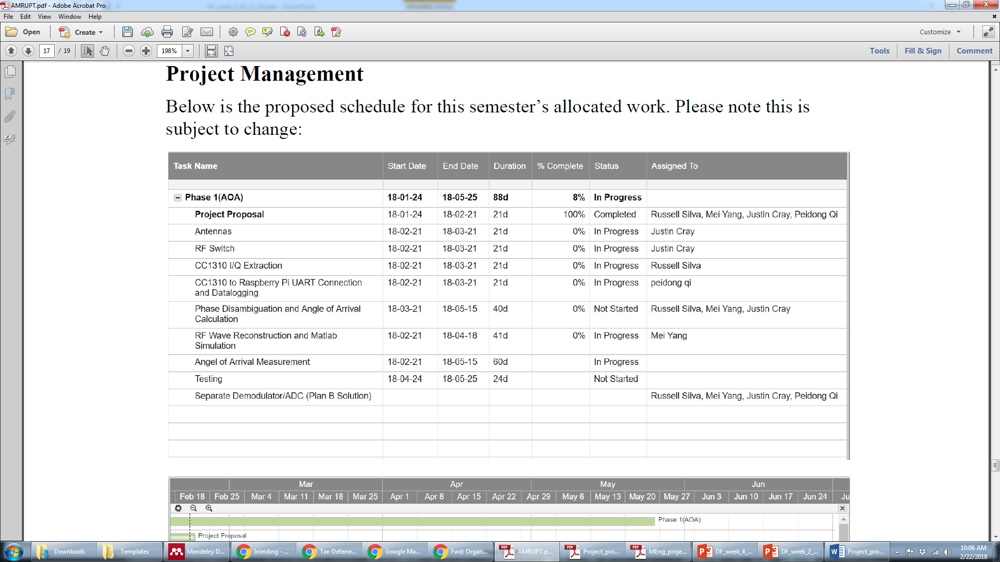 AMRUPT.pdf - Adobe Acrobat Pro
File Edit View Window Help
Open Create Customize
17 / 19 198% Tools Fill & Sign Comment
Project Management
Below is the proposed schedule for this semester’s allocated work. Please note this is
subject to change:
Task Name Start Date End Date Duration % Complete Status Assigned To
Phase 1(AOA) 18-01-24 18-05-25 88d 8% In Progress
Project Proposal 18-01-24 18-02-21 21d 100% Completed Russell Silva, Mei Yang, Justin Cray, Peidong Qi
Antennas 18-02-21 18-03-21 21d 0% In Progress Justin Cray
RF Switch 18-02-21 18-03-21 21d 0% In Progress Justin Cray
CC1310 I/Q Extraction 18-02-21 18-03-21 21d 0% In Progress Russell Silva
CC1310 to Raspberry Pi UART Connection 18-02-21 18-03-21 21d 0% In Progress peidong qi
and Datalogging
Phase Disambiguation and Angle of Arrival 18-03-21 18-05-15 40d 0% Not Started Russell Silva, Mei Yang, Justin Cray
Calculation
RF Wave Reconstruction and Matlab 18-02-21 18-04-18 41d 0% In Progress Mei Yang
Simulation
Angel of Arrival Measurement 18-02-21 18-05-15 60d In Progress
Testing 18-04-24 18-05-25 24d Not Started
Separate Demodulator/ADC (Plan B Solution) Russell Silva, Mei Yang, Justin Cray, Peidong Qi
Mar Apr May Jun
Feb 18 Feb 25 Mar 4 Mar 11 Mar 18 Mar 25 Apr 1 Apr 8 Apr 15 Apr 22 Apr 29 May 6 May 13 May 20 May 27 Jun 3 Jun 10 Jun 17 Jun 24 Ju
Phase 1(AOA)
Project Proposal
Downloads Templates Mendeley D... Inleiding - ... Tax-Deferre... Google Ma... Fwd: Organ... AMRUPT.p... Project_pro... MEng_proje... DF_week_4_... DF_week_2_... Project_pro... 10:06 AM
2/22/2018